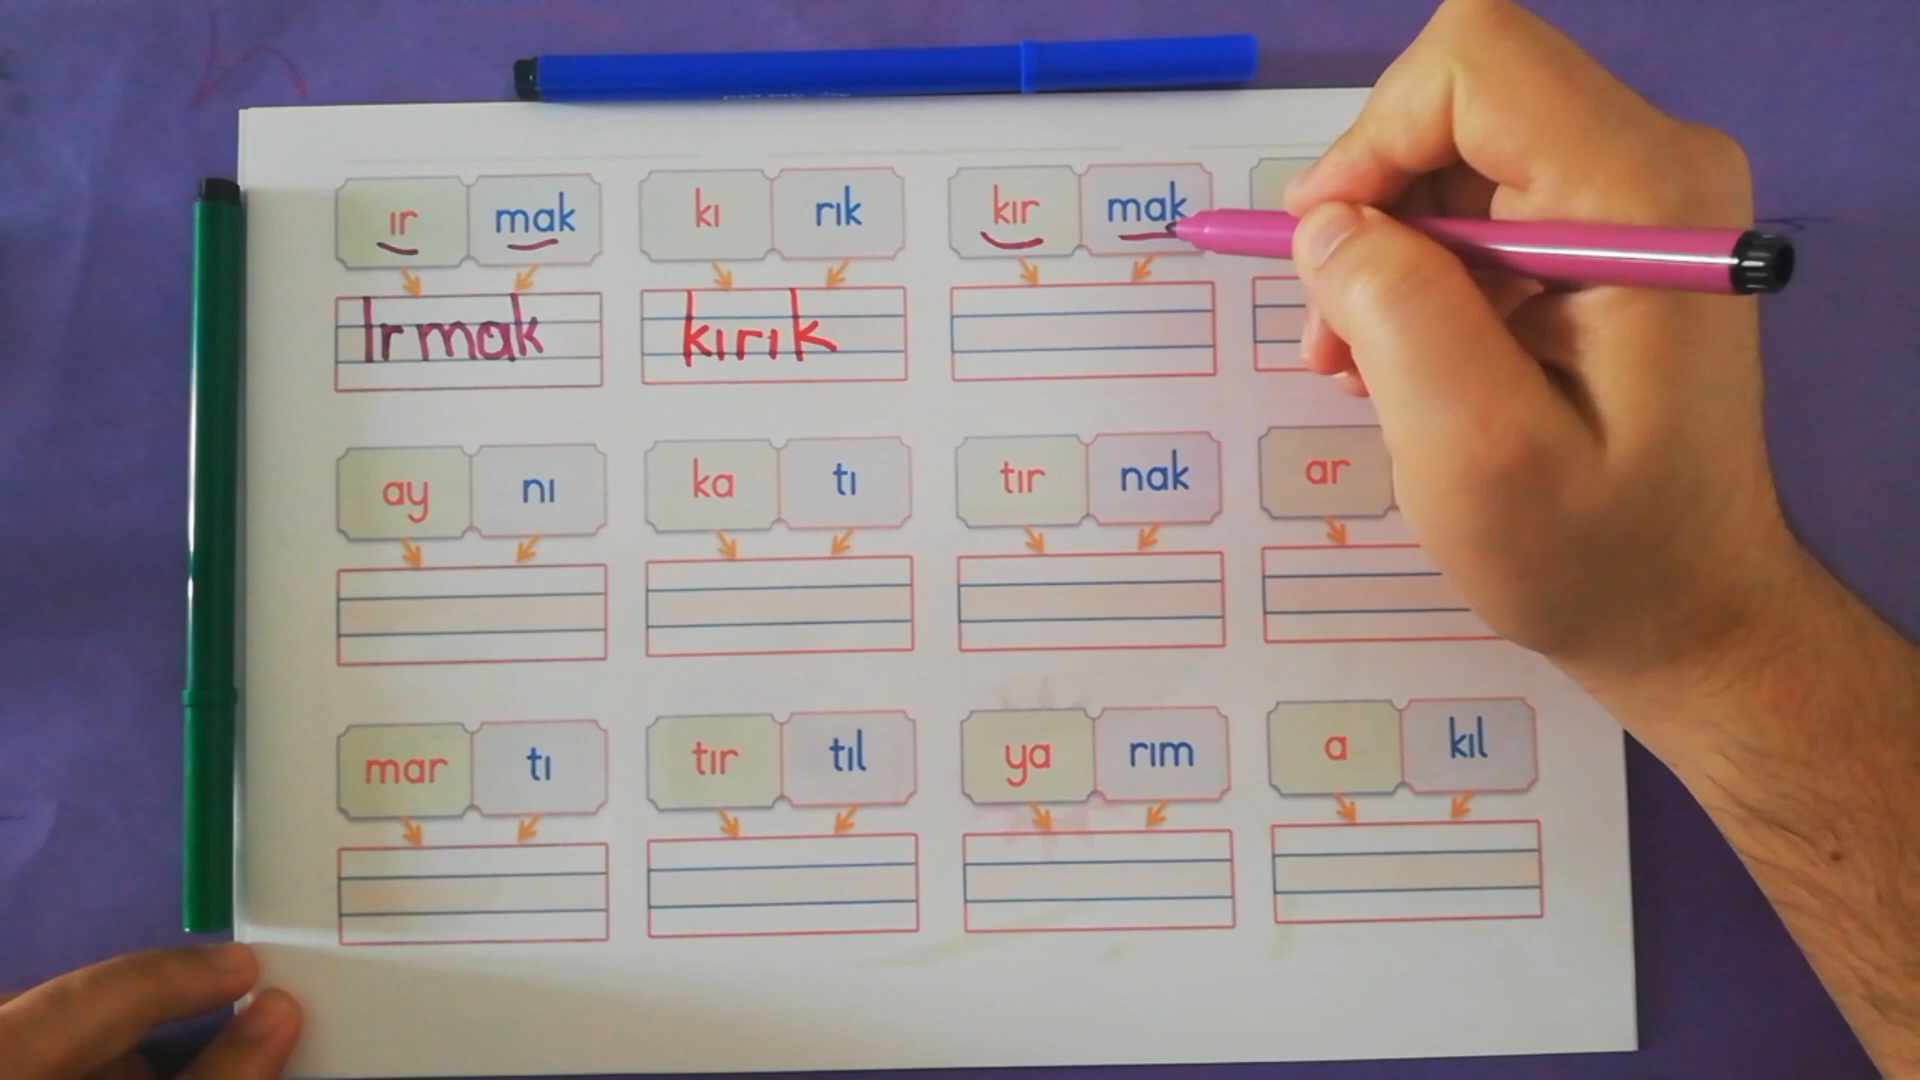 ır mak kı rık kır mak
Irmak kırık
ay nı ka tı tır nak ar
mar tı tır tıl ya rım a kıl